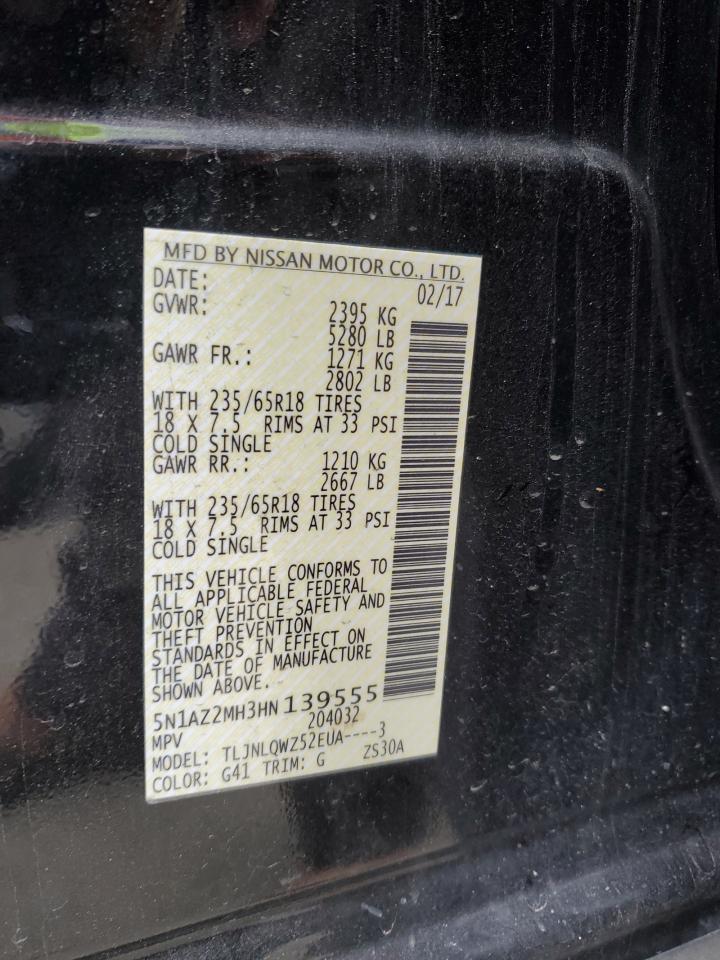 MFD BY NISSAN MOTOR CO., LTD.
DATE: 02/17
GVWR: 2395 KG
5280 LB
GAWR FR.: 1271 KG
2802 LB
WITH 235/65R18 TIRES
18 X 7.5 RIMS AT 33 PSI
COLD SINGLE
GAWR RR.: 1210 KG
2667 LB
WITH 235/65R18 TIRES
18 X 7.5 RIMS AT 33 PSI
COLD SINGLE
THIS VEHICLE CONFORMS TO
ALL APPLICABLE FEDERAL
MOTOR VEHICLE SAFETY AND
THEFT PREVENTION
STANDARDS IN EFFECT ON
THE DATE OF MANUFACTURE
SHOWN ABOVE.
5N1AZ2MH3HN139555
MPV 204032
MODEL: TLJNLQWZ52EUA----3
COLOR: G41 TRIM: G ZS30A